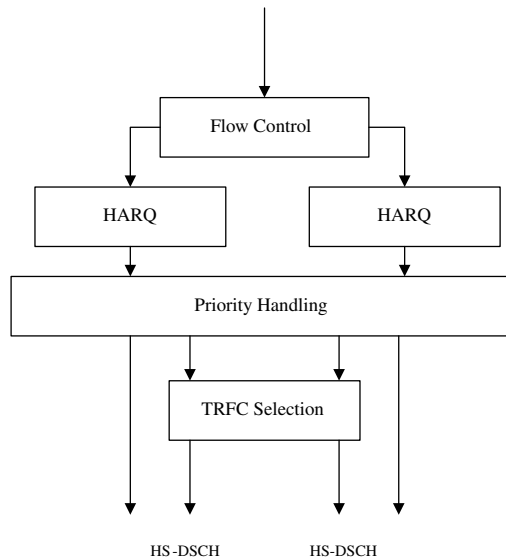 Flow Control
HARQ
HARQ
Priority Handling
TRFC Selection
HS-DSCH
HS-DSCH